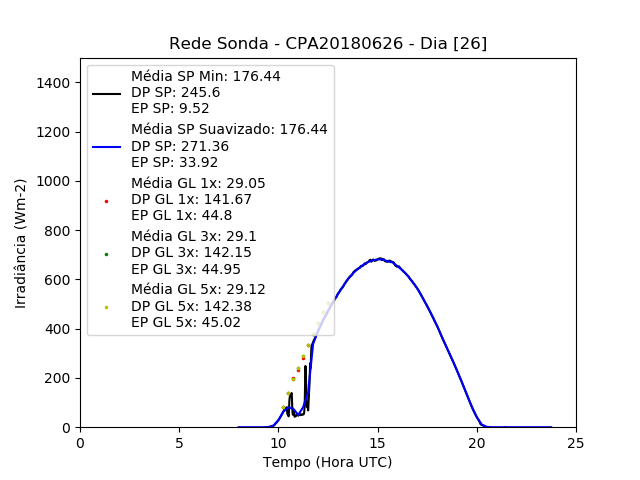 Rede Sonda - CPA20180626 - Dia [26]
Média SP Min: 176.44
DP SP: 245.6
EP SP: 9.52
Média SP Suavizado: 176.44
DP SP: 271.36
EP SP: 33.92
Média GL 1x: 29.05
DP GL 1x: 141.67
EP GL 1x: 44.8
Média GL 3x: 29.1
DP GL 3x: 142.15
EP GL 3x: 44.95
Média GL 5x: 29.12
DP GL 5x: 142.38
EP GL 5x: 45.02
Irradiância (Wm-2)
1400
1200
1000
800
600
400
200
0
0 5 10 15 20 25
Tempo (Hora UTC)